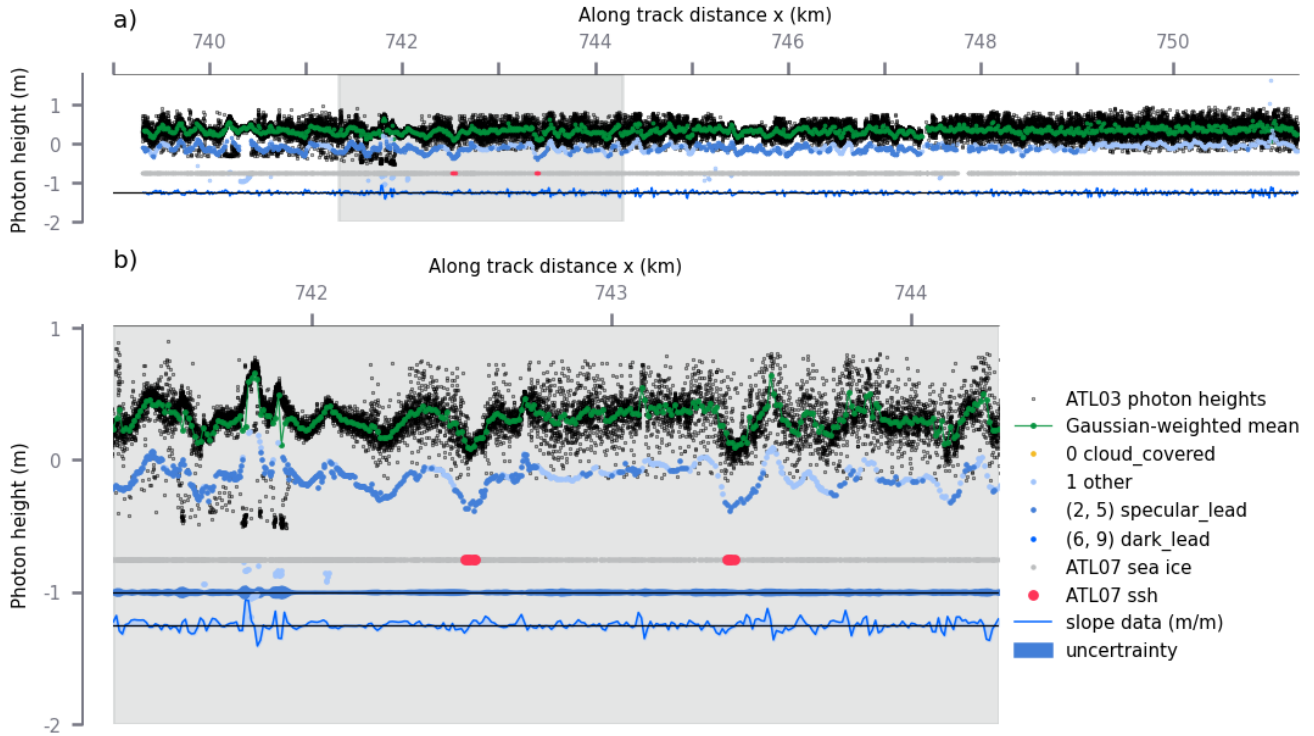 a)
Along track distance x (km)
740 742 744 746 748 750
Photon height (m)
1
0
-1
-2
b)
Along track distance x (km)
742 743 744
Photon height (m)
1
0
-1
-2
ATL03 photon heights
Gaussian-weighted mean
0 cloud_covered
1 other
(2, 5) specular_lead
(6, 9) dark_lead
ATL07 sea ice
ATL07 ssh
slope data (m/m)
uncertainty